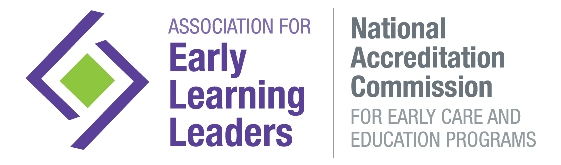 ASSOCIATION FOR
Early
Learning
Leaders
National
Accreditation
Commission
FOR EARLY CARE AND
EDUCATION PROGRAMS